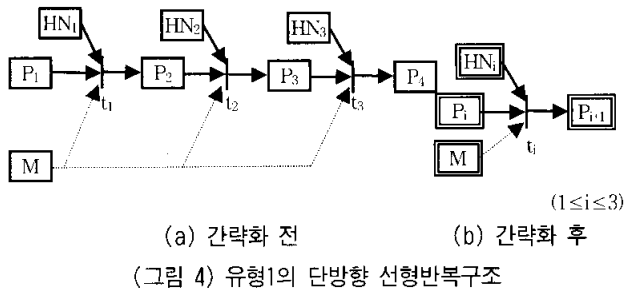 HN₁ HN₂ HN₃
P₁ P₂ P₃ P₄ HNᵢ
t₁ t₂ t₃ Pᵢ Pᵢ₊₁
M M tᵢ
(1≤i≤3)
(a) 간략화 전 (b) 간략화 후
(그림 4) 유형1의 단방향 선형반복구조